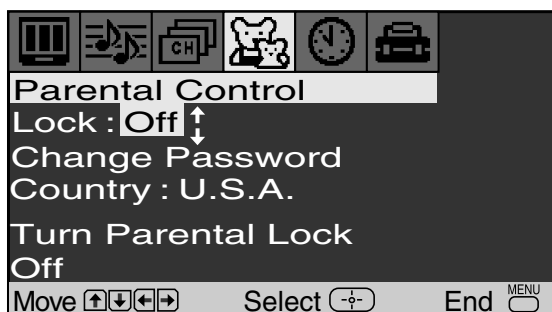 CH
Parental Control
Lock : Off
Change Password
Country : U.S.A.
Turn Parental Lock
Off
Move Select End MENU